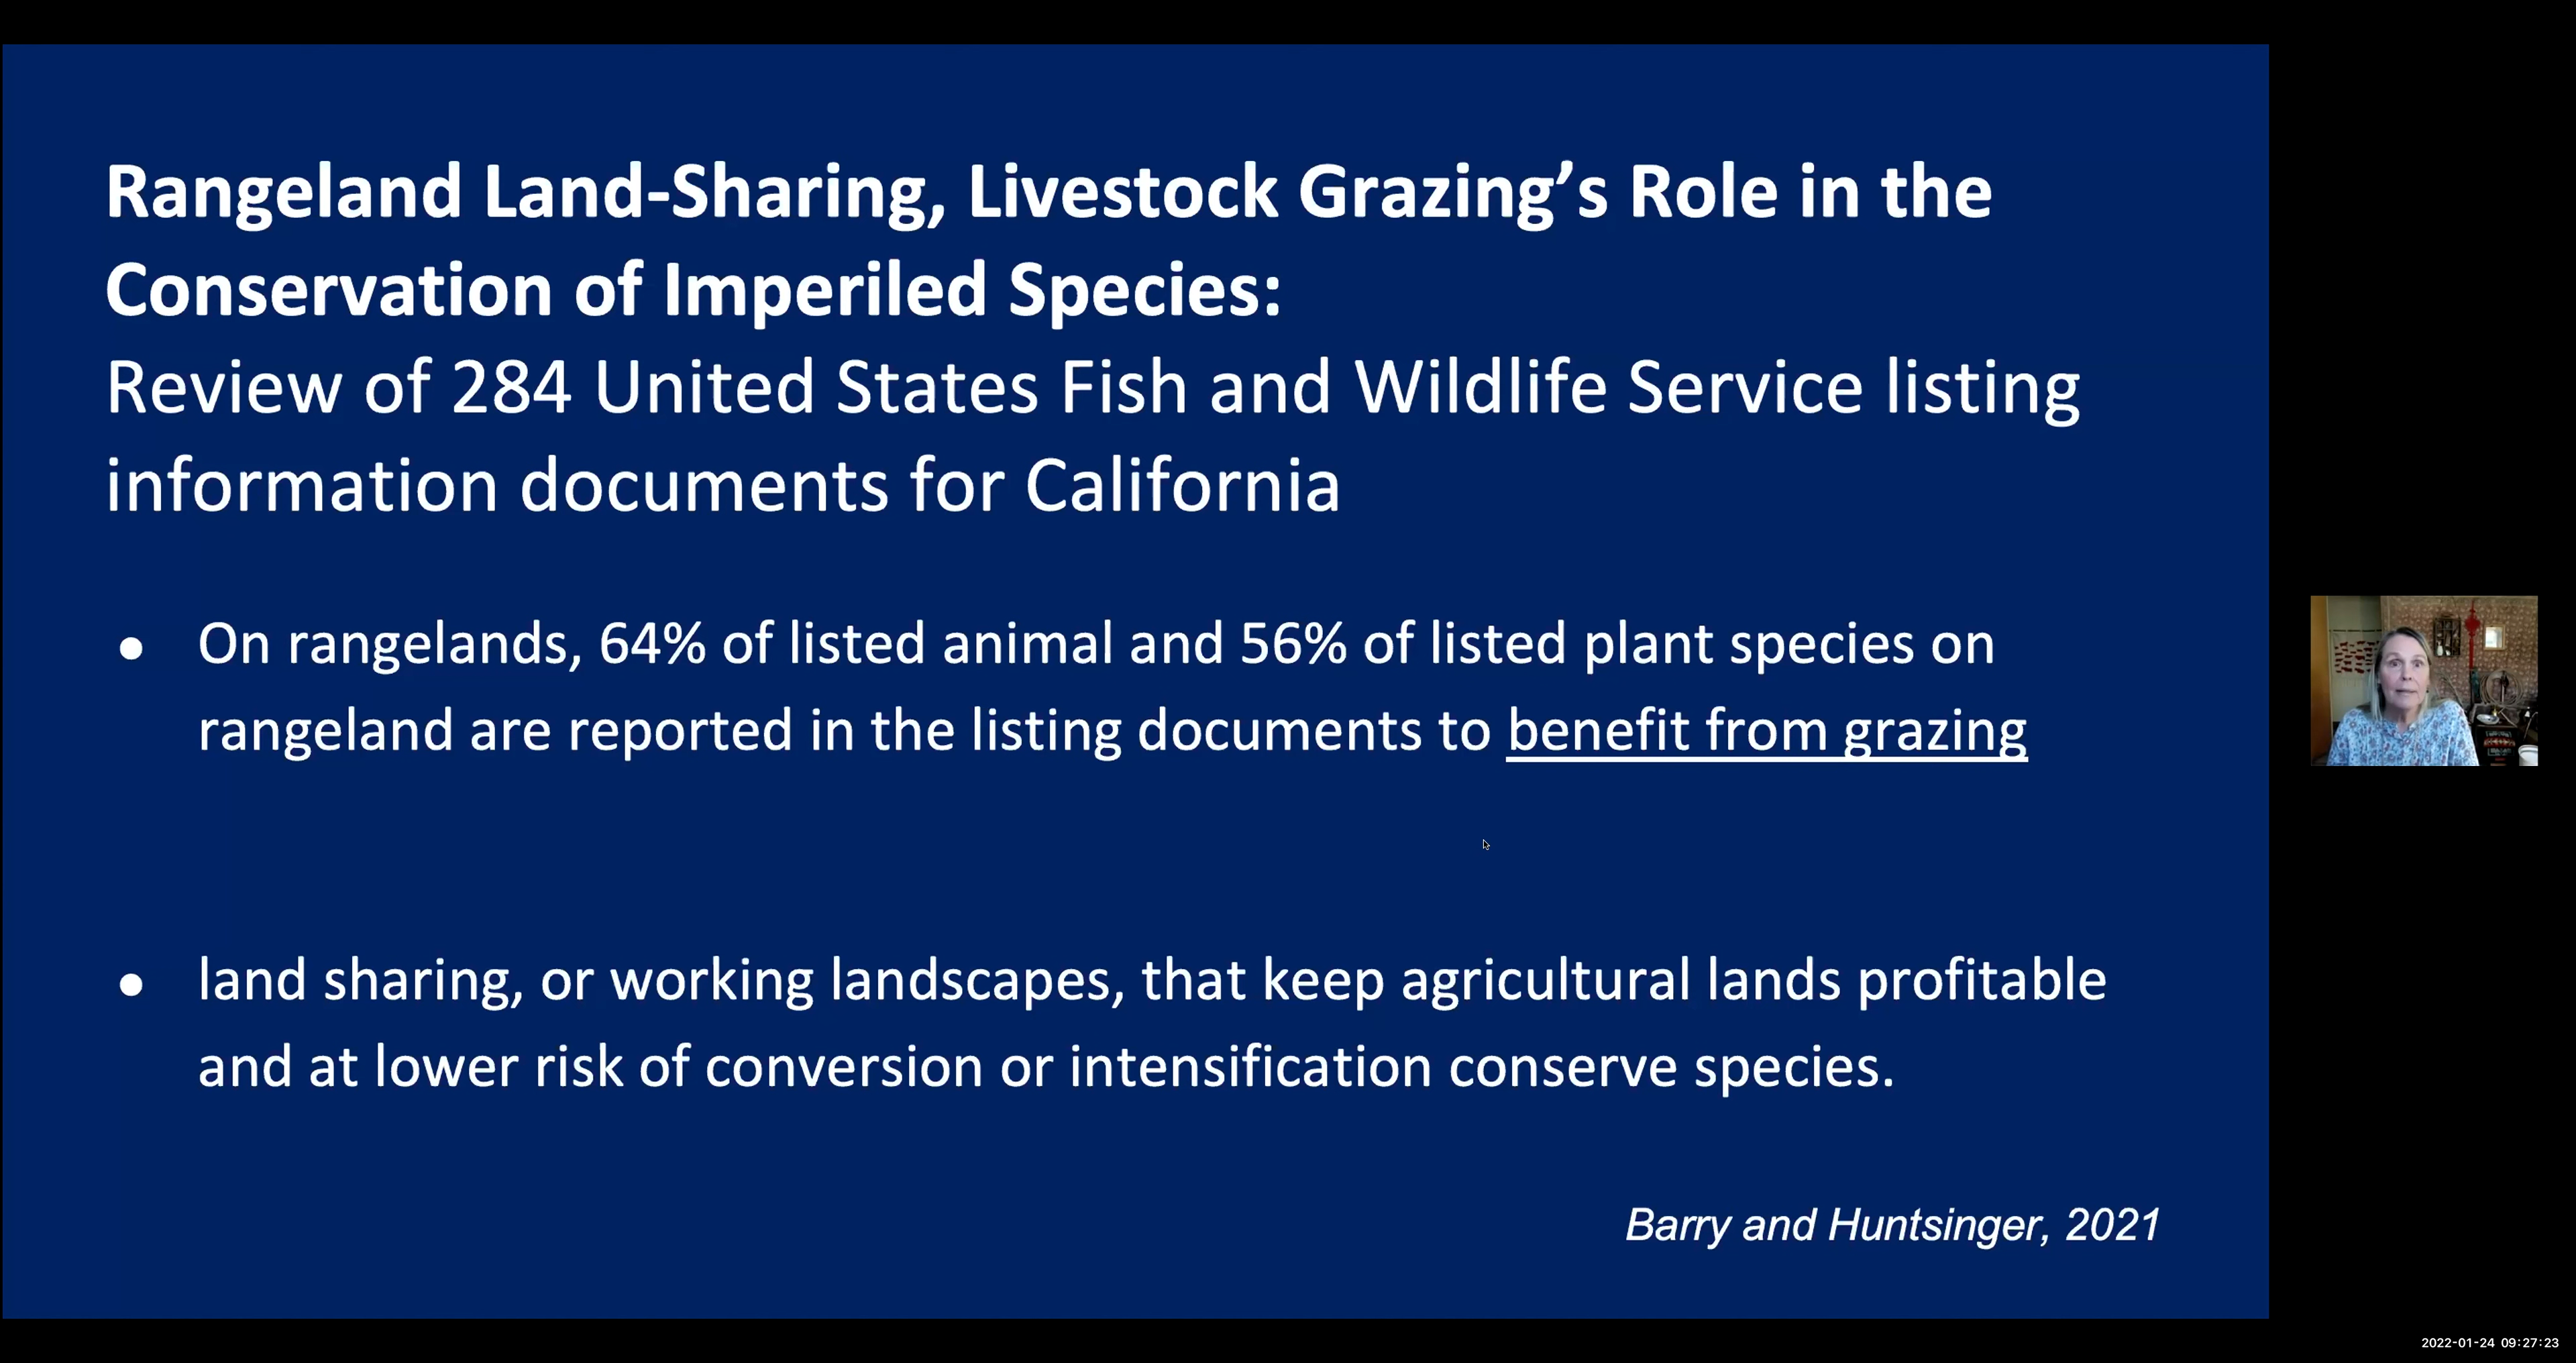 Rangeland Land-Sharing, Livestock Grazing’s Role in the
Conservation of Imperiled Species:
Review of 284 United States Fish and Wildlife Service listing
information documents for California
● On rangelands, 64% of listed animal and 56% of listed plant species on
rangeland are reported in the listing documents to benefit from grazing
● land sharing, or working landscapes, that keep agricultural lands profitable
and at lower risk of conversion or intensification conserve species.
Barry and Huntsinger, 2021
2022-01-24 09:27:23